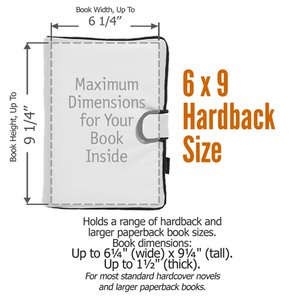 Book Width, Up To
6 1/4"
Book Height, Up To
9 1/4"
Maximum
Dimensions
for Your
Book
Inside
6 x 9
Hardback
Size
Holds a range of hardback and
larger paperback book sizes.
Book dimensions:
Up to 6¼" (wide) x 9¼" (tall).
Up to 1½" (thick).
For most standard hardcover novels
and larger paperback books.